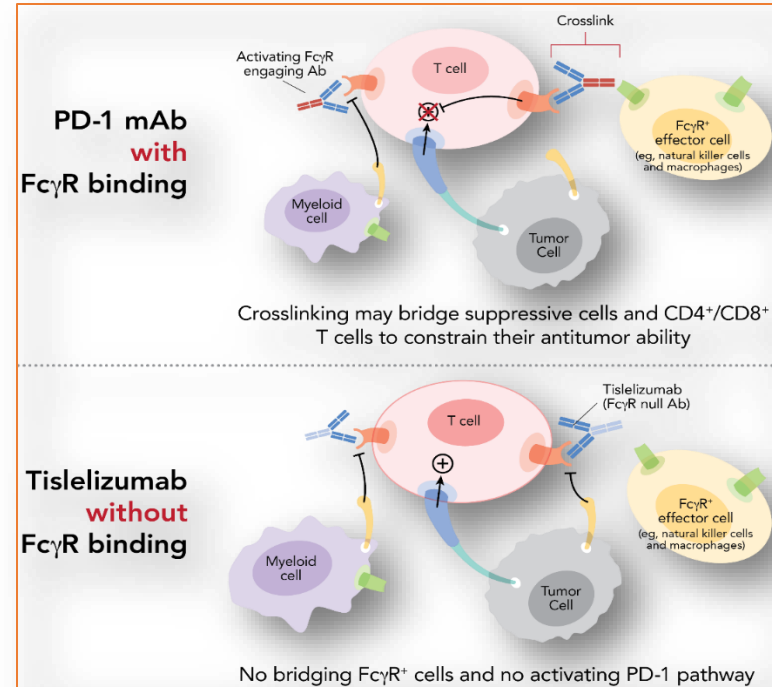 PD-1 mAb
with
FcγR binding
Activating FcγR
engaging Ab
T cell
Crosslink
FcγR⁺
effector cell
(eg, natural killer cells
and macrophages)
Myeloid
cell
Tumor
Cell
Crosslinking may bridge suppressive cells and CD4⁺/CD8⁺
T cells to constrain their antitumor ability
Tislelizumab
without
FcγR binding
T cell
Tislelizumab
(FcγR null Ab)
FcγR⁺
effector cell
(eg, natural killer cells
and macrophages)
Myeloid
cell
Tumor
Cell
No bridging FcγR⁺ cells and no activating PD-1 pathway